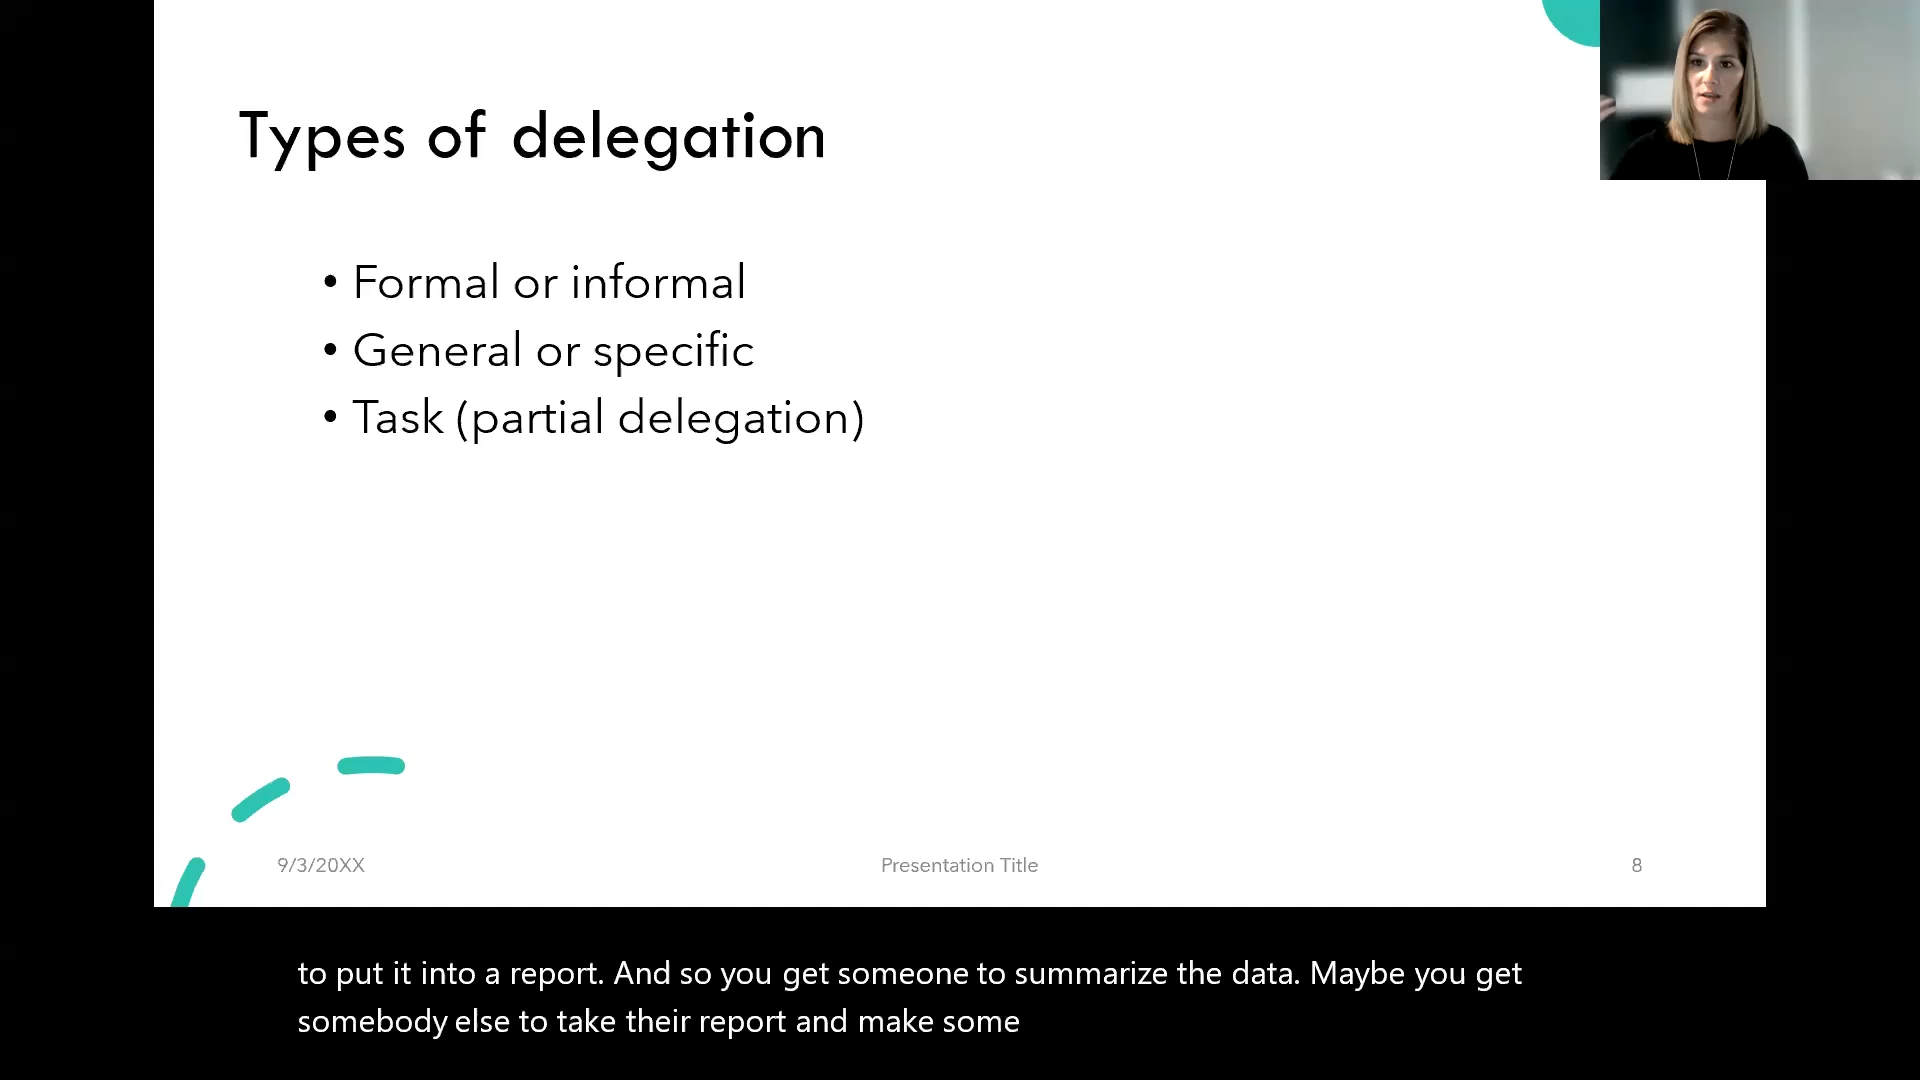 Types of delegation
• Formal or informal
• General or specific
• Task (partial delegation)
9/3/20XX
Presentation Title
8
to put it into a report. And so you get someone to summarize the data. Maybe you get
somebody else to take their report and make some